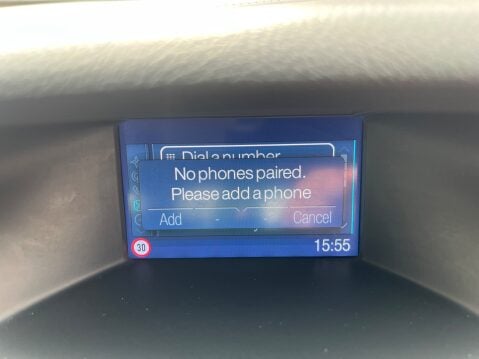 Dial a number
No phones paired.
Please add a phone
Add - - Cancel
30
15:55